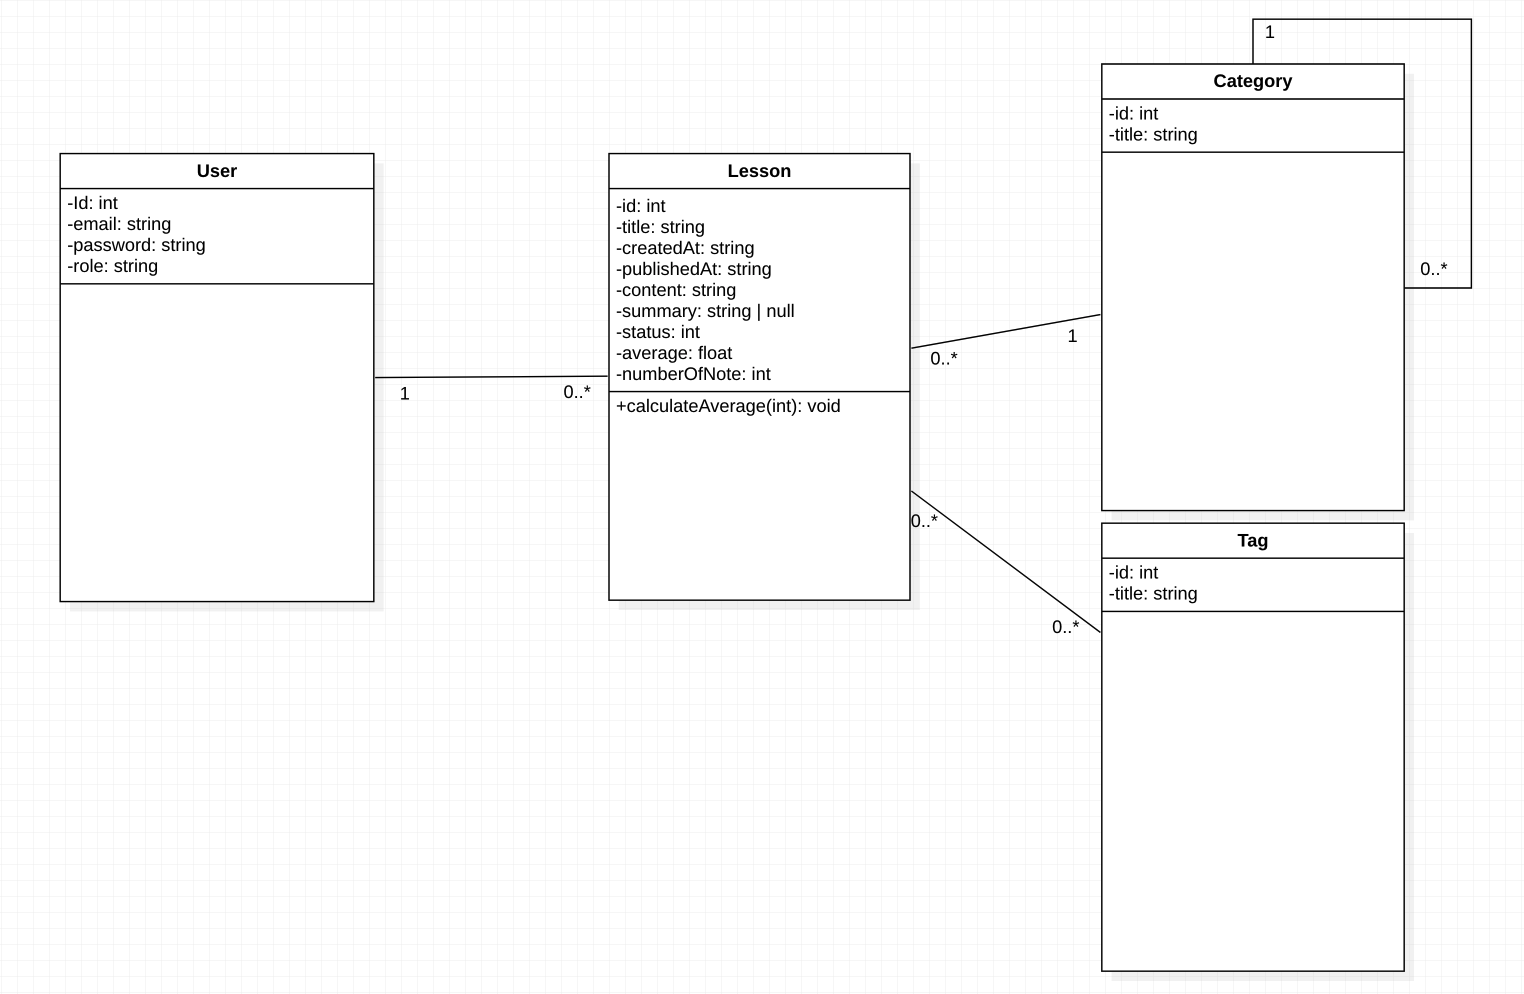 User
-Id: int
-email: string
-password: string
-role: string
1
0..*
Lesson
-id: int
-title: string
-createdAt: string
-publishedAt: string
-content: string
-summary: string | null
-status: int
-average: float
-numberOfNote: int
+calculateAverage(int): void
0..*
1
0..*
0..*
1
Category
-id: int
-title: string
0..*
Tag
-id: int
-title: string